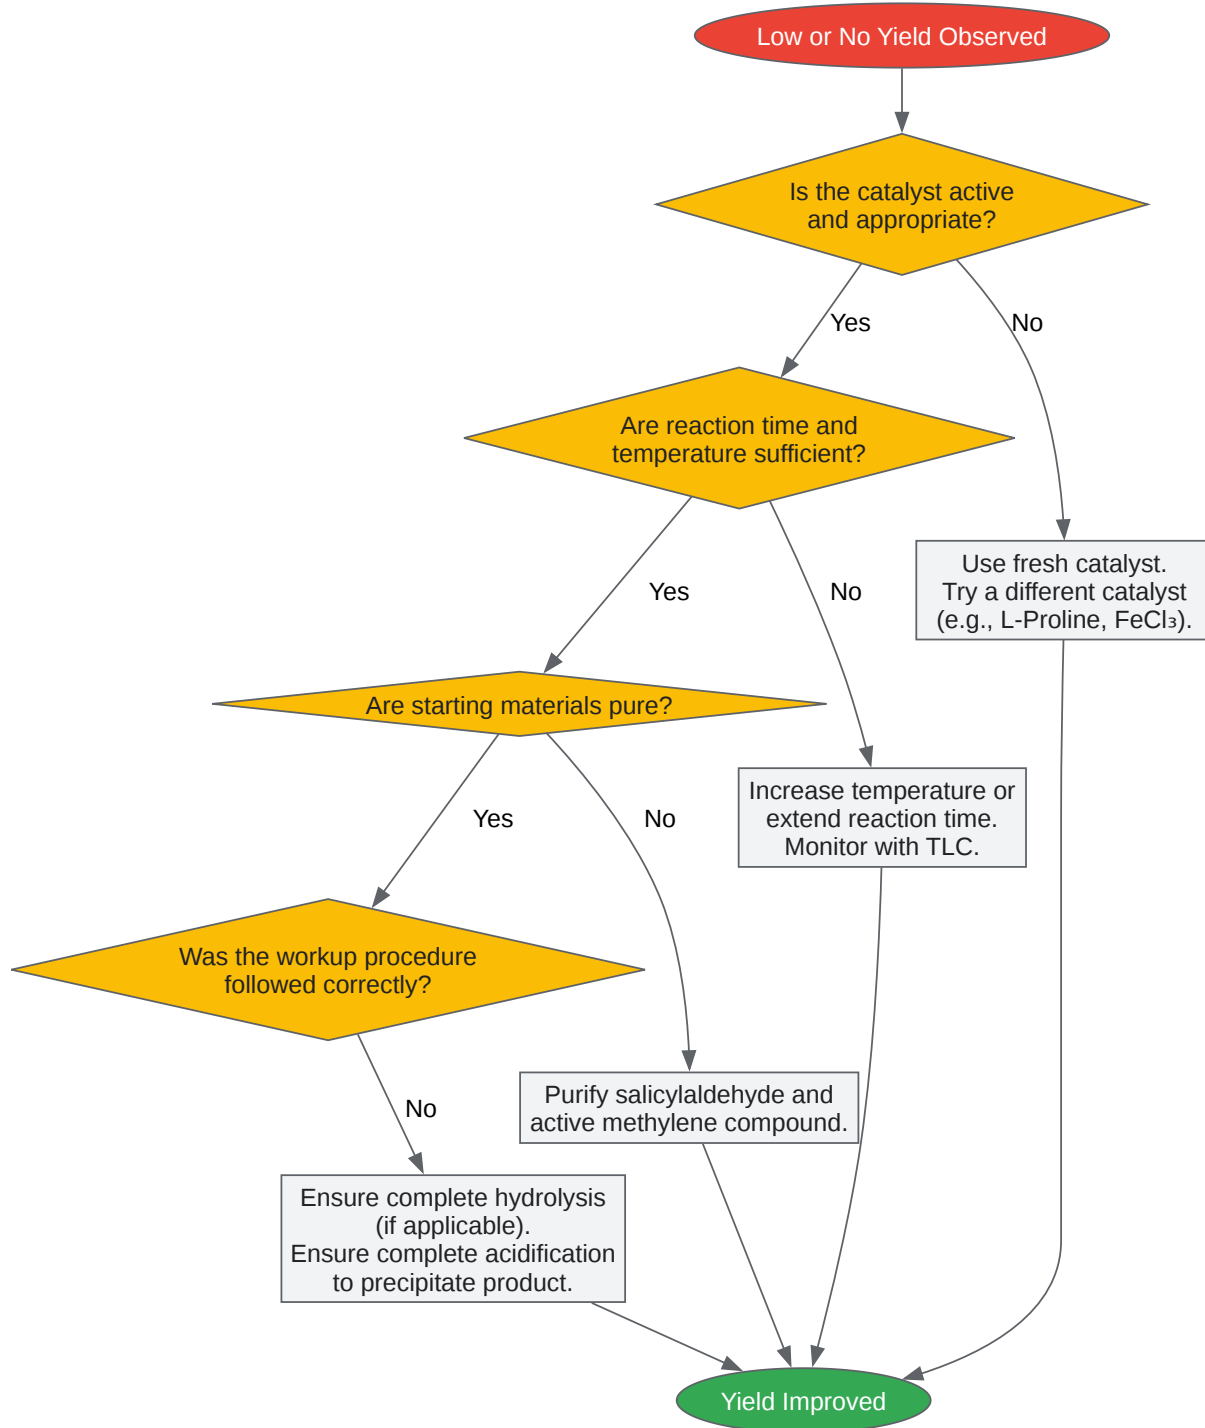 Low or No Yield Observed
Is the catalyst active
and appropriate?
Yes
No
Are reaction time and
temperature sufficient?
Yes
No
Use fresh catalyst.
Try a different catalyst
(e.g., L-Proline, FeCl₃).
Are starting materials pure?
Yes
No
Increase temperature or
extend reaction time.
Monitor with TLC.
Was the workup procedure
followed correctly?
No
Purify salicylaldehyde and
active methylene compound.
Ensure complete hydrolysis
(if applicable).
Ensure complete acidification
to precipitate product.
Yield Improved